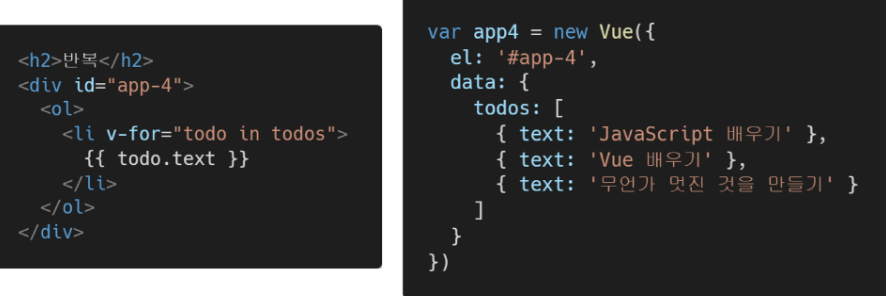 <h2>반복</h2>
<div id="app-4">
  <ol>
    <li v-for="todo in todos">
      {{ todo.text }}
    </li>
  </ol>
</div>
var app4 = new Vue({
  el: '#app-4',
  data: {
    todos: [
      { text: 'JavaScript 배우기' },
      { text: 'Vue 배우기' },
      { text: '무언가 멋진 것을 만들기' }
    ]
  }
})